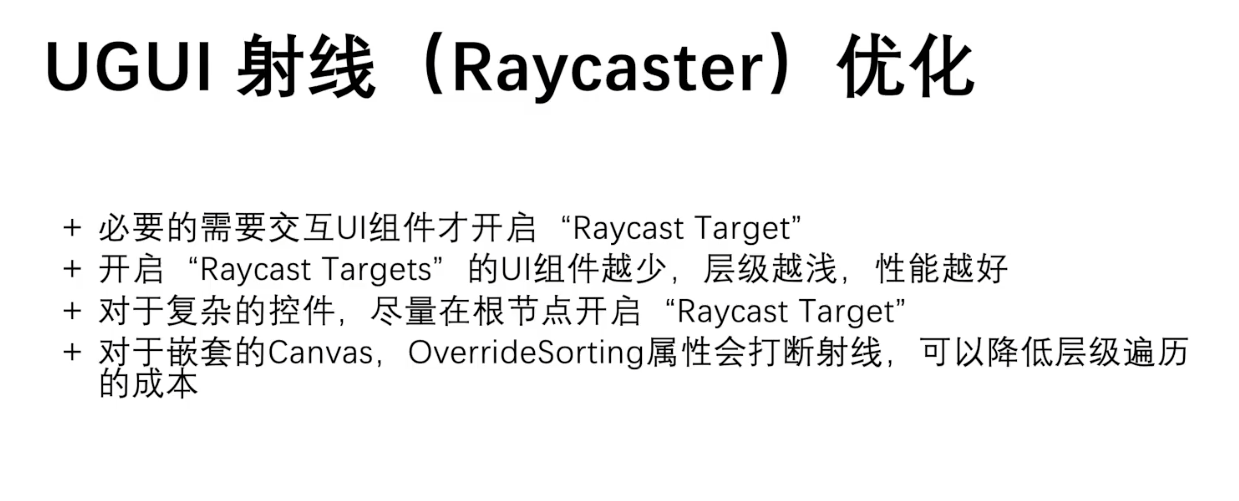 UGUI 射线（Raycaster）优化
+ 必要的需要交互UI组件才开启“Raycast Target”
+ 开启“Raycast Targets”的UI组件越少，层级越浅，性能越好
+ 对于复杂的控件，尽量在根节点开启“Raycast Target”
+ 对于嵌套的Canvas，OverrideSorting属性会打断射线，可以降低层级遍历
的成本